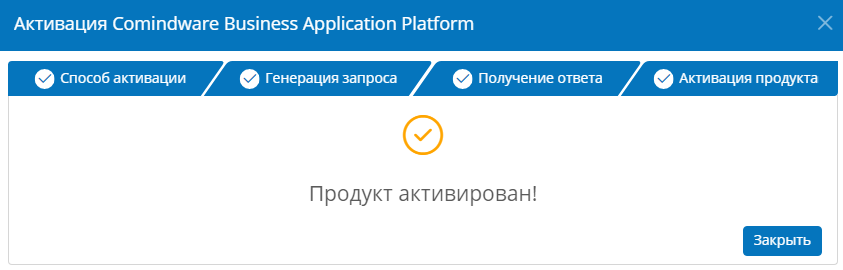 Активация Comindware Business Application Platform
Способ активации
Генерация запроса
Получение ответа
Активация продукта
Продукт активирован!
Закрыть